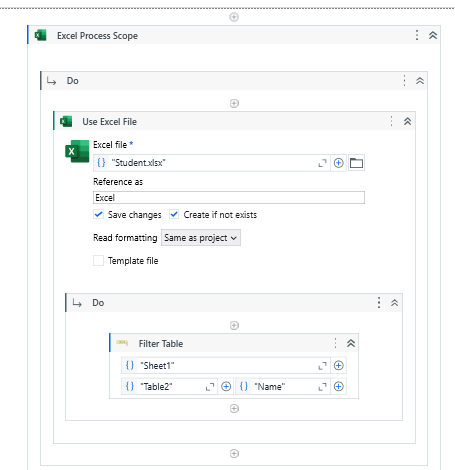 Excel Process Scope
Do
Use Excel File
Excel file *
"Student.xlsx"
Reference as
Excel
Save changes Create if not exists
Read formatting Same as project
Template file
Do
Filter Table
"Sheet1"
"Table2" "Name"